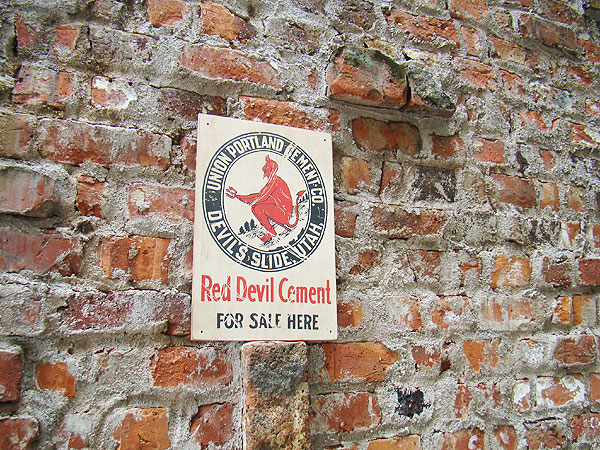 UNION PORTLAND CEMENT CO.
DEVIL'S SLIDE, UTAH
Red Devil Cement
FOR SALE HERE